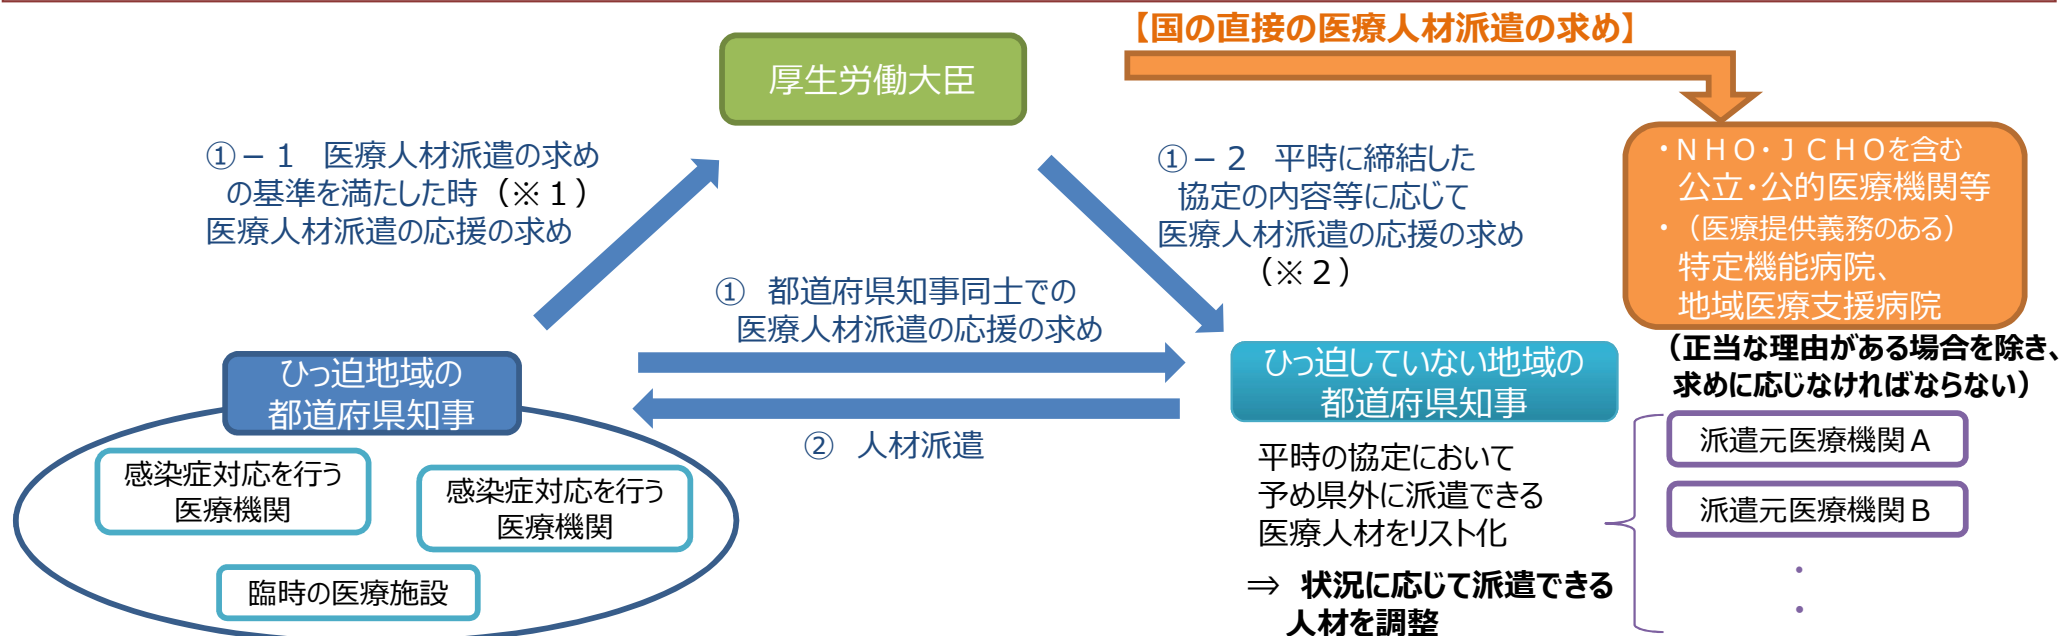 【国の直接の医療人材派遣の求め】
厚生労働大臣
①－１　医療人材派遣の求め
の基準を満たした時（※１）
医療人材派遣の応援の求め
①－２　平時に締結した
協定の内容等に応じて
医療人材派遣の応援の求め
（※２）
・ＮＨＯ・ＪＣＨＯを含む
公立・公的医療機関等
・（医療提供義務のある）
特定機能病院、
地域医療支援病院
（正当な理由がある場合を除き、
求めに応じなければならない）
①　都道府県知事同士での
医療人材派遣の応援の求め
ひっ迫地域の
都道府県知事
ひっ迫していない地域の
都道府県知事
②　人材派遣
感染症対応を行う
医療機関
感染症対応を行う
医療機関
臨時の医療施設
平時の協定において
予め県外に派遣できる
医療人材をリスト化
⇒　状況に応じて派遣できる
人材を調整
派遣元医療機関Ａ
派遣元医療機関Ｂ
・
・